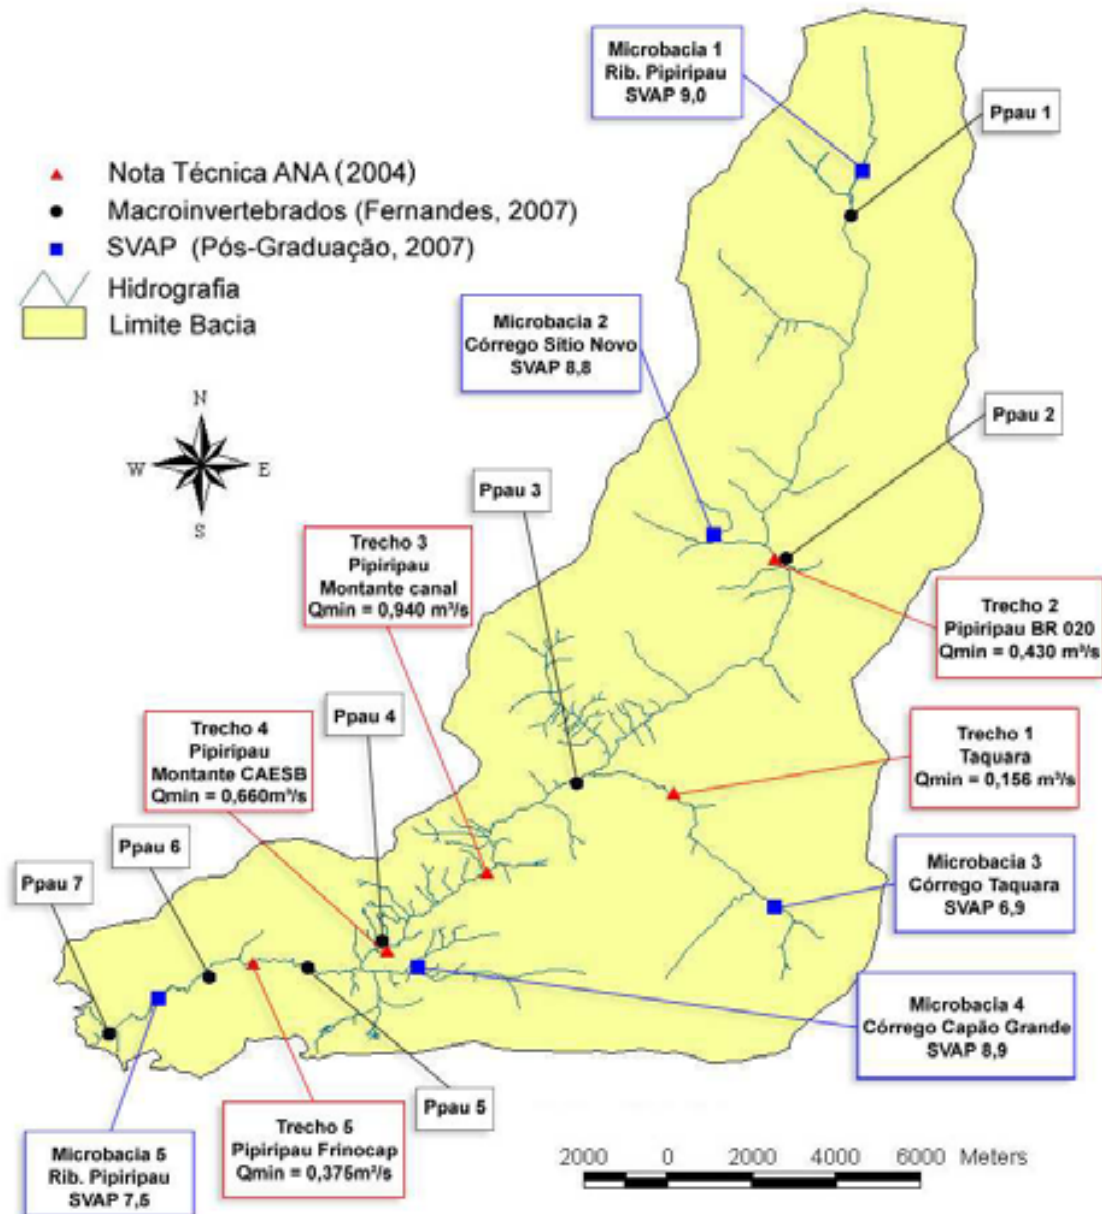 Microbacia 1
Rib. Pipiripau
SVAP 9,0
Ppau 1
Nota Técnica ANA (2004)
Macroinvertebrados (Fernandes, 2007)
SVAP (Pós-Graduação, 2007)
Hidrografia
Limite Bacia
Microbacia 2
Córrego Sítio Novo
SVAP 8,8
N
W
E
S
Ppau 2
Ppau 3
Trecho 3
Pipiripau
Montante canal
Qmin = 0,940 m³/s
Trecho 2
Pipiripau BR 020
Qmin = 0,430 m³/s
Ppau 4
Trecho 4
Pipiripau
Montante CAESB
Qmin = 0,660m³/s
Trecho 1
Taquara
Qmin = 0,156 m³/s
Ppau 6
Ppau 7
Microbacia 3
Córrego Taquara
SVAP 6,9
Microbacia 4
Córrego Capão Grande
SVAP 8,9
Ppau 5
Trecho 5
Pipiripau Frinocap
Qmin = 0,375m³/s
Microbacia 5
Rib. Pipiripau
SVAP 7,5
2000 0 2000 4000 6000 Meters